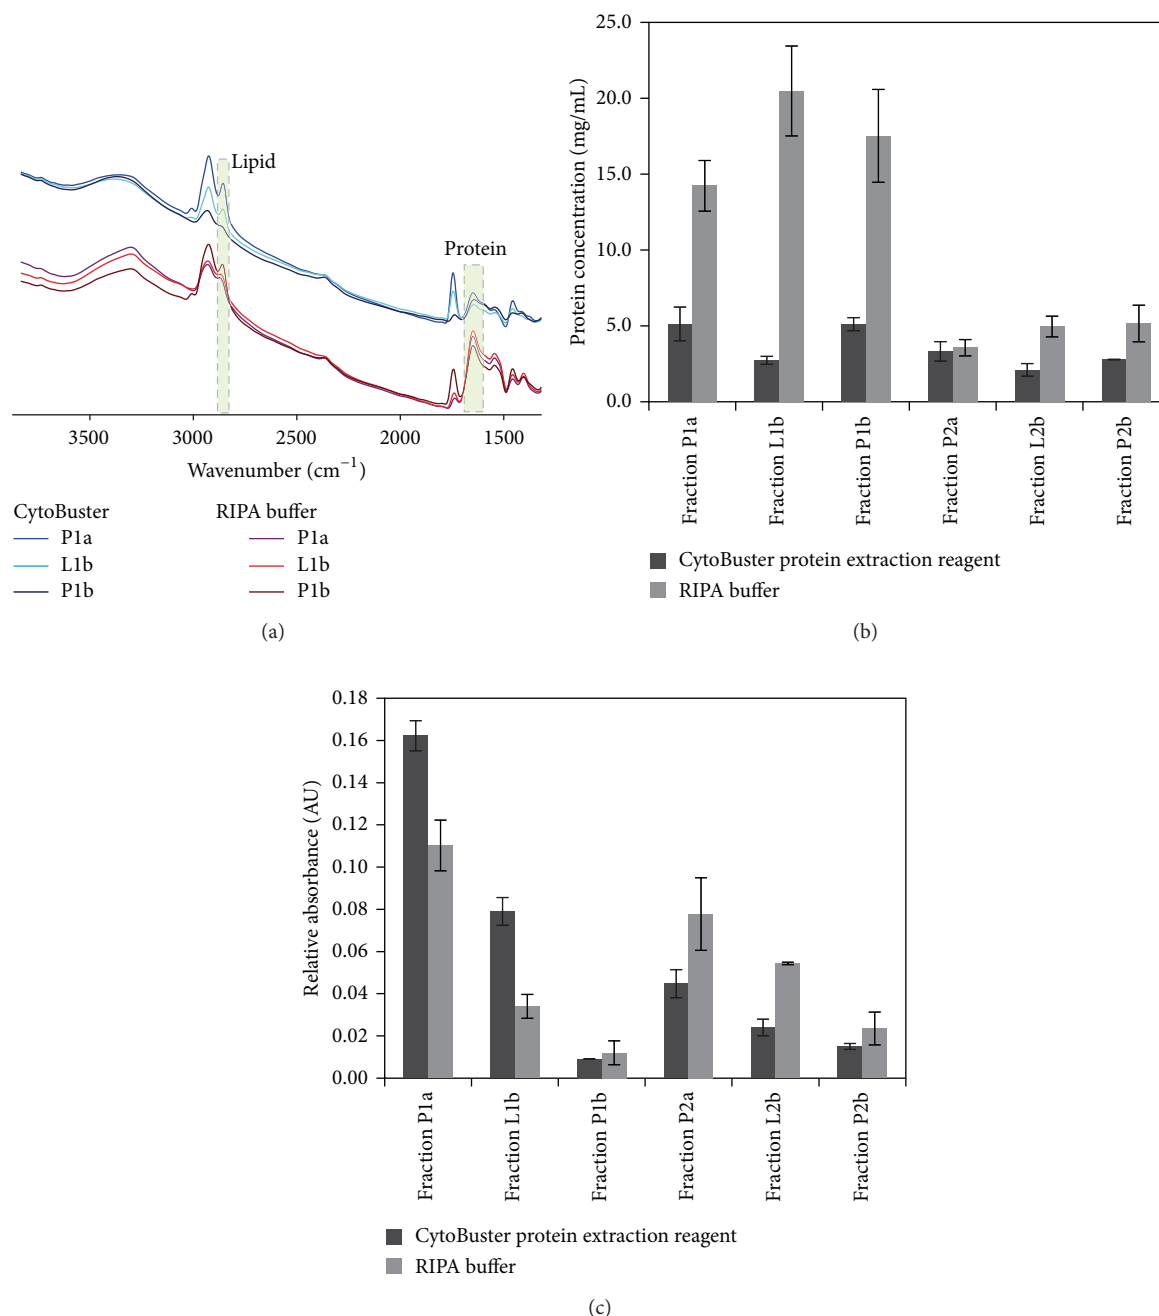 Lipid
Protein
3500 3000 2500 2000 1500
Wavenumber (cm⁻¹)
CytoBuster
P1a
L1b
P1b
RIPA buffer
P1a
L1b
P1b
(a)
Protein concentration (mg/mL)
25.0
20.0
15.0
10.0
5.0
0.0
Fraction P1a
Fraction L1b
Fraction P1b
Fraction P2a
Fraction L2b
Fraction P2b
CytoBuster protein extraction reagent
RIPA buffer
(b)
Relative absorbance (AU)
0.18
0.16
0.14
0.12
0.10
0.08
0.06
0.04
0.02
0.00
Fraction P1a
Fraction L1b
Fraction P1b
Fraction P2a
Fraction L2b
Fraction P2b
CytoBuster protein extraction reagent
RIPA buffer
(c)